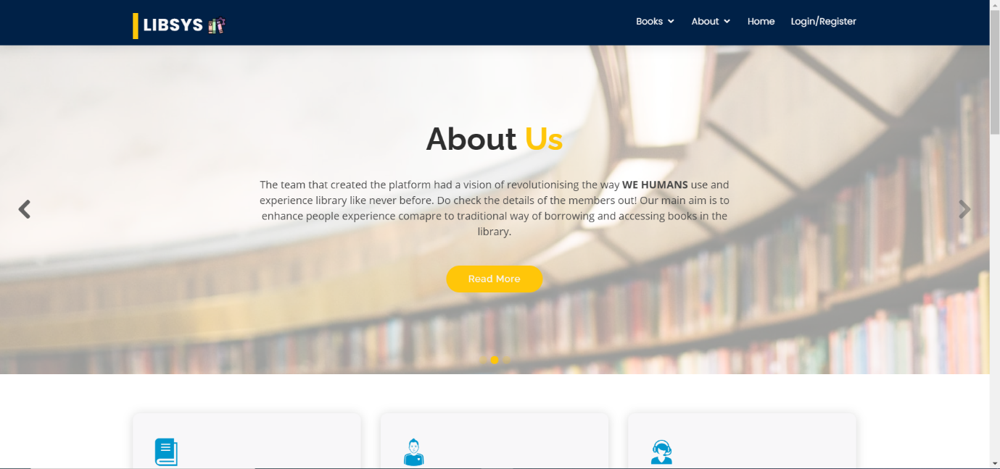 LIBSYS
Books
About
Home
Login/Register
About Us
The team that created the platform had a vision of revolutionising the way WE HUMANS use and
experience library like never before. Do check the details of the members out! Our main aim is to
enhance people experience comapre to traditional way of borrowing and accessing books in the
library.
Read More